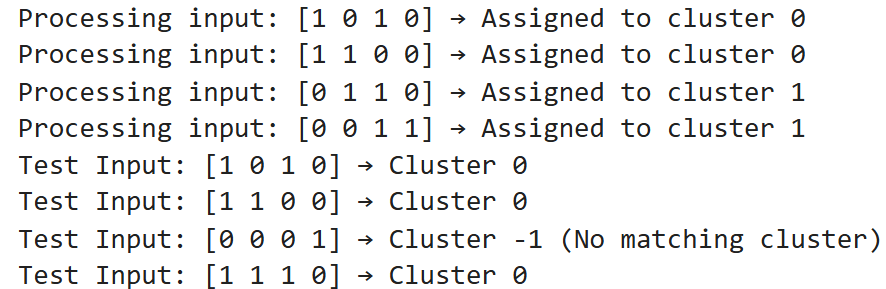 Processing input: [1 0 1 0] → Assigned to cluster 0
Processing input: [1 1 0 0] → Assigned to cluster 0
Processing input: [0 1 1 0] → Assigned to cluster 1
Processing input: [0 0 1 1] → Assigned to cluster 1
Test Input: [1 0 1 0] → Cluster 0
Test Input: [1 1 0 0] → Cluster 0
Test Input: [0 0 0 1] → Cluster -1 (No matching cluster)
Test Input: [1 1 1 0] → Cluster 0